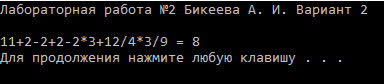 Лабораторная работа №2 Бикеева А. И. Вариант 2
11+2-2+2-2*3+12/4*3/9 = 8
Для продолжения нажмите любую клавишу . . .